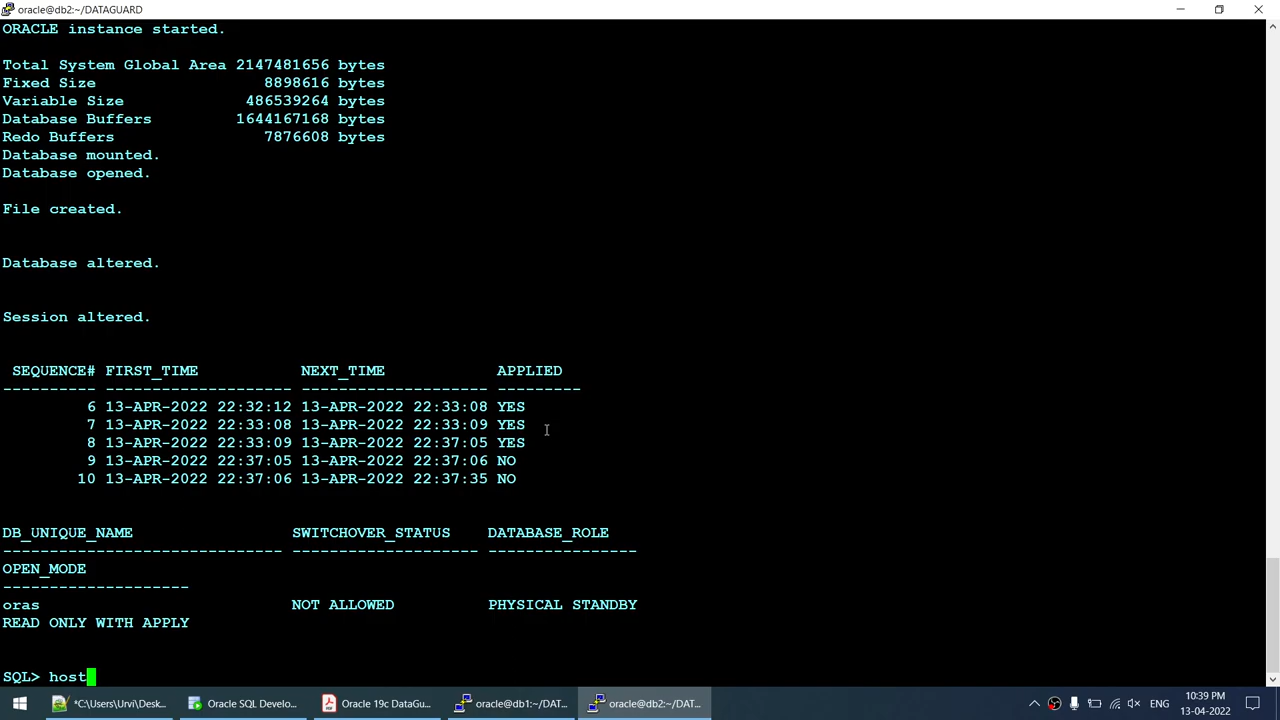 oracle@db2:~/DATAGUARD
ORACLE instance started.
Total System Global Area 2147481656 bytes
Fixed Size 8898616 bytes
Variable Size 486539264 bytes
Database Buffers 1644167168 bytes
Redo Buffers 7876608 bytes
Database mounted.
Database opened.
File created.
Database altered.
Session altered.
SEQUENCE# FIRST_TIME NEXT_TIME APPLIED
---------- -------------------- -------------------- ---------
6 13-APR-2022 22:32:12 13-APR-2022 22:33:08 YES
7 13-APR-2022 22:33:08 13-APR-2022 22:33:09 YES
8 13-APR-2022 22:33:09 13-APR-2022 22:37:05 YES
9 13-APR-2022 22:37:05 13-APR-2022 22:37:06 NO
10 13-APR-2022 22:37:06 13-APR-2022 22:37:35 NO
DB_UNIQUE_NAME SWITCHOVER_STATUS DATABASE_ROLE
------------------------------ -------------------- ----------------
OPEN_MODE
--------------------
oras NOT ALLOWED PHYSICAL STANDBY
READ ONLY WITH APPLY
SQL> host
*C:\Users\Urvi\Desk... Oracle SQL Develo... Oracle 19c DataGu... oracle@db1:~/DAT... oracle@db2:~/DAT... ENG 10:39 PM
13-04-2022